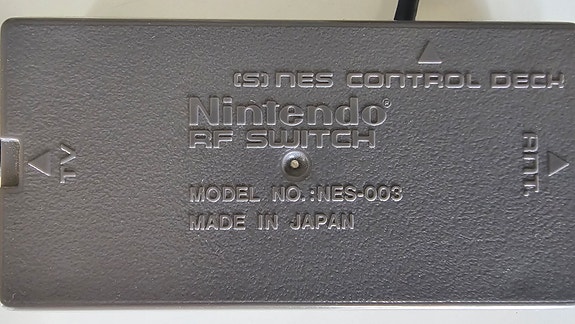 (S)NES CONTROL DECK
Nintendo®
RF SWITCH
TV
ANT.
MODEL NO.:NES-003
MADE IN JAPAN